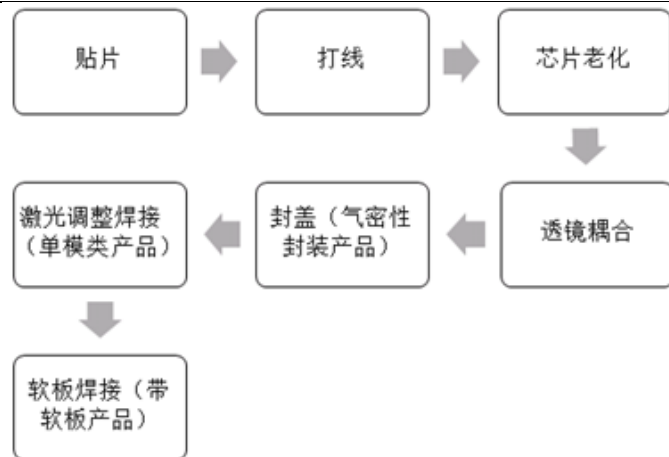 贴片
打线
芯片老化
透镜耦合
封盖（气密性
封装产品）
激光调整焊接
（单模类产品）
软板焊接（带
软板产品）